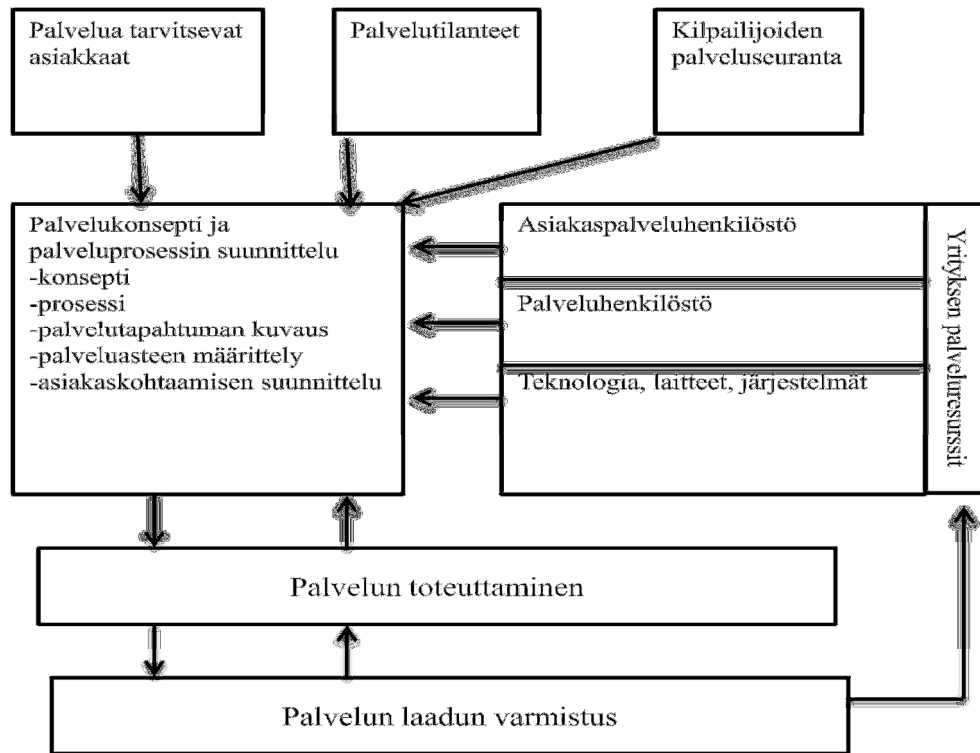 Palvelua tarvitsevat
asiakkaat
Palvelutilanteet
Kilpailijoiden
palveluseuranta
Palvelukonsepti ja
palveluprosessin suunnittelu
-konsepti
-prosessi
-palvelutapahtuman kuvaus
-palveluasteen määrittely
-asiakaskohtaamisen suunnittelu
Asiakaspalveluhenkilöstö
Palveluhenkilöstö
Teknologia, laitteet, järjestelmät
Yrityksen palveluresurssit
Palvelun toteuttaminen
Palvelun laadun varmistus